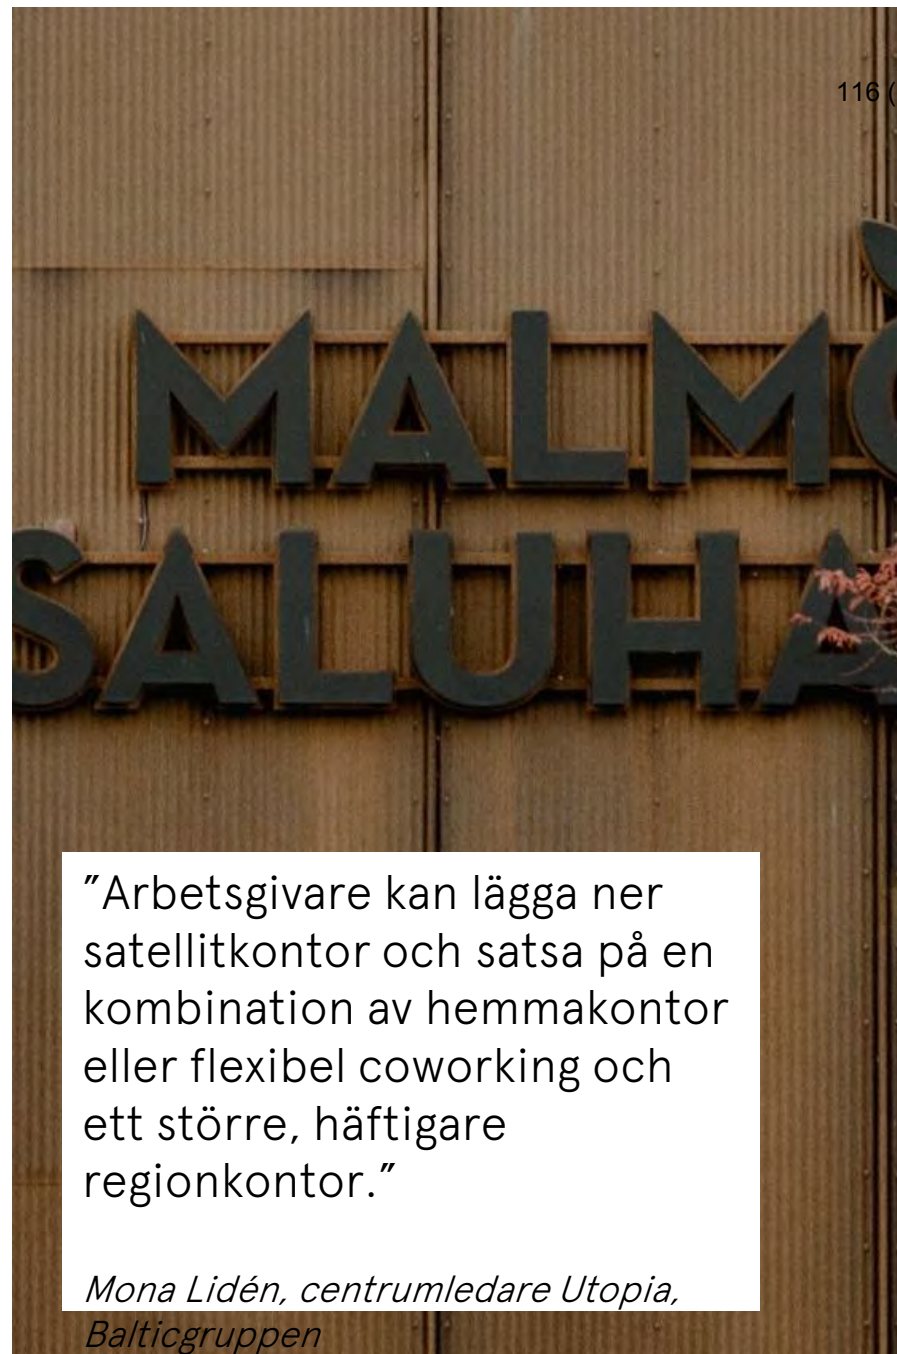 116 (
MALMÖ
SALUHA
”Arbetsgivare kan lägga ner
satellitkontor och satsa på en
kombination av hemmakontor
eller flexibel coworking och
ett större, häftigare
regionkontor.”
Mona Lidén, centrumledare Utopia,
Balticgruppen